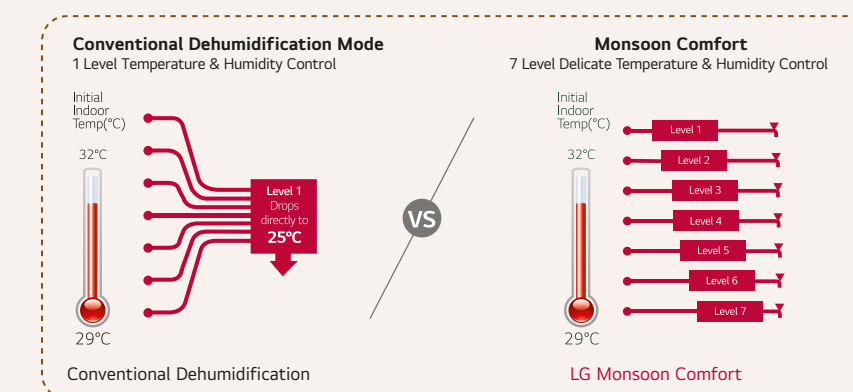 Conventional Dehumidification Mode
1 Level Temperature & Humidity Control
Initial
Indoor
Temp(°C)
32°C
Level 1
Drops
directly to
25°C
29°C
Conventional Dehumidification
VS
Monsoon Comfort
7 Level Delicate Temperature & Humidity Control
Initial
Indoor
Temp(°C)
32°C
Level 1
Level 2
Level 3
Level 4
Level 5
Level 6
Level 7
29°C
LG Monsoon Comfort